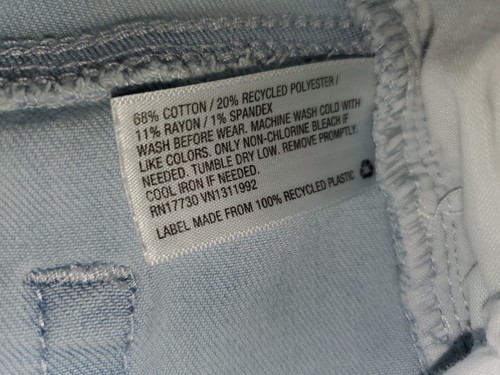 68% COTTON / 20% RECYCLED POLYESTER /
11% RAYON / 1% SPANDEX
WASH BEFORE WEAR. MACHINE WASH COLD WITH
LIKE COLORS. ONLY NON-CHLORINE BLEACH IF
NEEDED. TUMBLE DRY LOW. REMOVE PROMPTLY.
COOL IRON IF NEEDED.
RN17730 VN1311992
LABEL MADE FROM 100% RECYCLED PLASTIC